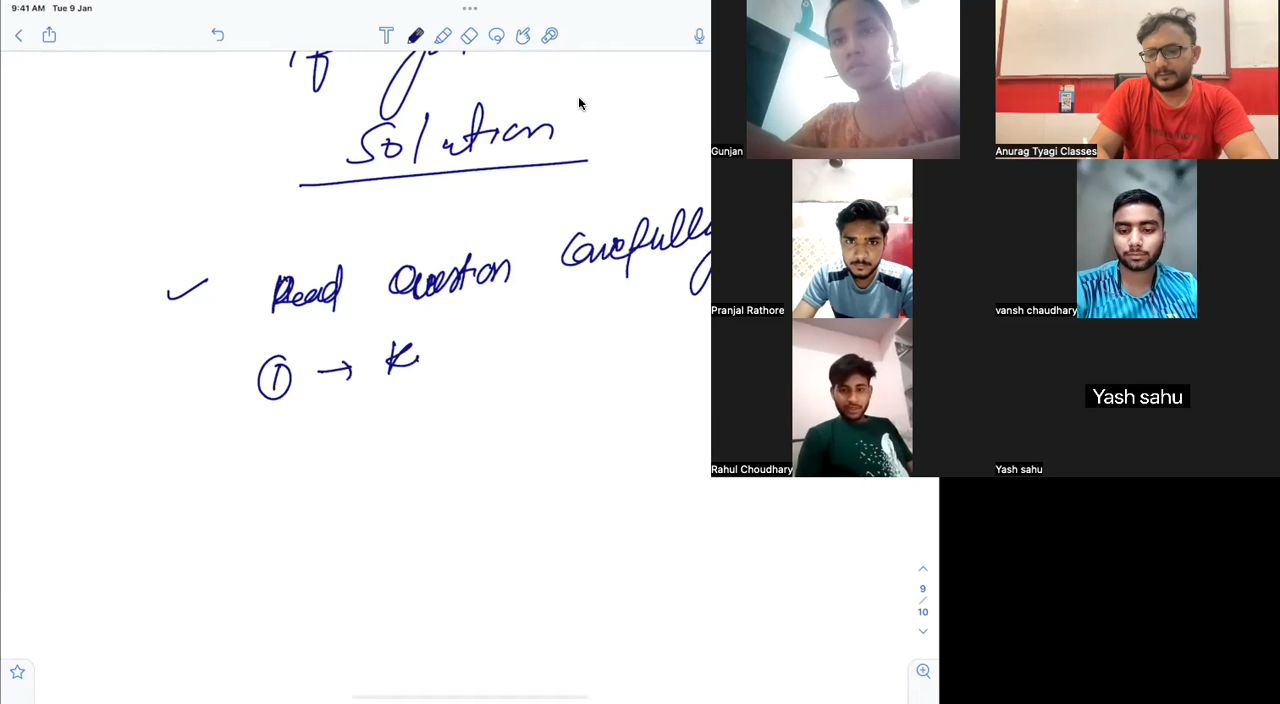 9:41 AM Tue 9 Jan
if
Solution
Read Question Carefully
① → K
Gunjan
Anurag Tyagi Classes
Pranjal Rathore
vansh chaudhary
Rahul Choudhary
Yash sahu
Yash sahu
9
/
10